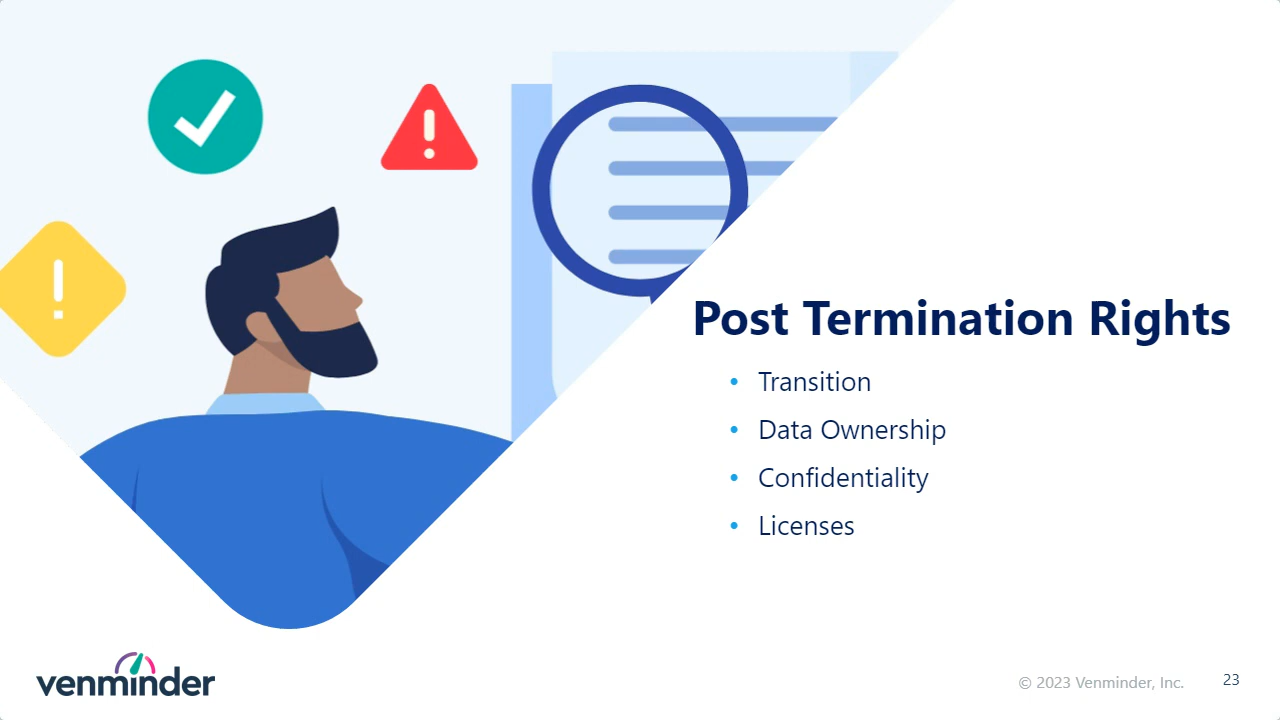 Post Termination Rights
• Transition
• Data Ownership
• Confidentiality
• Licenses
venminder
© 2023 Venminder, Inc.
23